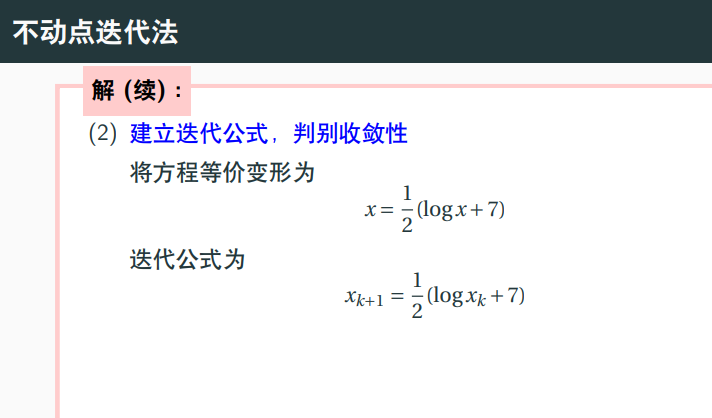 不动点迭代法
解 (续)：
(2) 建立迭代公式，判别收敛性
将方程等价变形为
x = 1/2 (log x + 7)
迭代公式为
x_{k+1} = 1/2 (log x_k + 7)